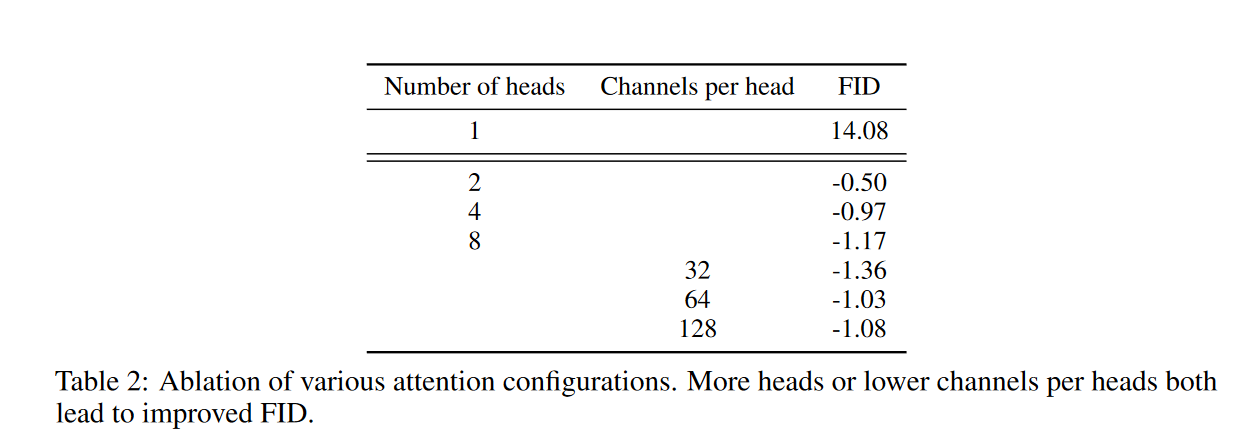 Number of heads Channels per head FID
1 14.08
2 -0.50
4 -0.97
8 -1.17
32 -1.36
64 -1.03
128 -1.08
Table 2: Ablation of various attention configurations. More heads or lower channels per heads both
lead to improved FID.